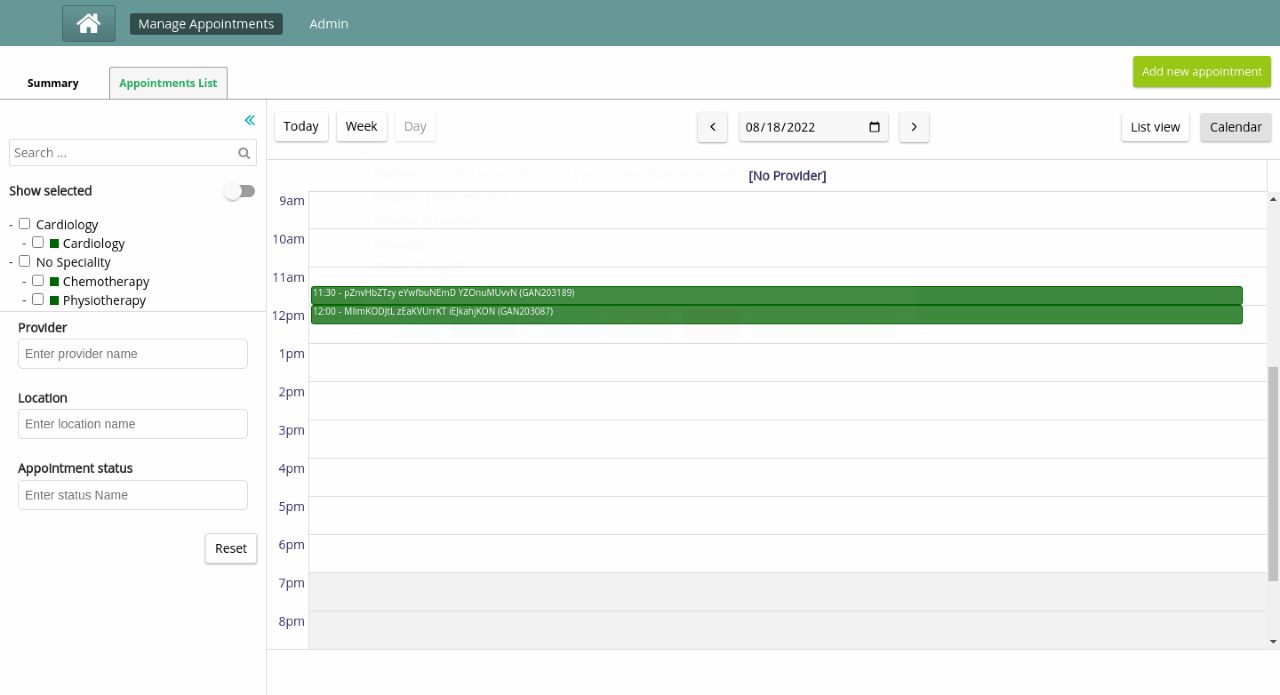 Manage Appointments Admin
Summary Appointments List Add new appointment
Today Week Day 08/18/2022 List view Calendar
Search ...
[No Provider]
Show selected
- Cardiology
- Cardiology
- No Speciality
- Chemotherapy
- Physiotherapy
Provider
Enter provider name
Location
Enter location name
Appointment status
Enter status Name
Reset
9am
10am
11am
11:30 - pZnvHbZTzy eYwfbuNEmD YZOnuMUvvN (GAN203189)
12:00 - MIimKODJtL zEaKVUrrKT iEJkahjKON (GAN203087)
12pm
1pm
2pm
3pm
4pm
5pm
6pm
7pm
8pm